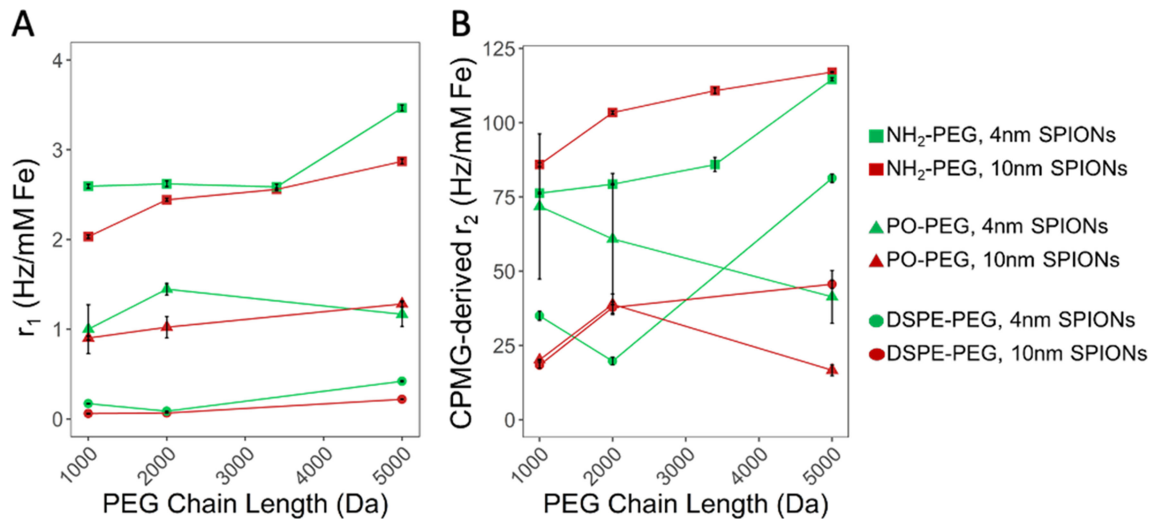 A
r1 (Hz/mM Fe)
4
3
2
1
0
1000
2000
3000
4000
5000
PEG Chain Length (Da)
B
CPMG-derived r2 (Hz/mM Fe)
125
100
75
50
25
0
1000
2000
3000
4000
5000
PEG Chain Length (Da)
NH2-PEG, 4nm SPIONs
NH2-PEG, 10nm SPIONs
PO-PEG, 4nm SPIONs
PO-PEG, 10nm SPIONs
DSPE-PEG, 4nm SPIONs
DSPE-PEG, 10nm SPIONs